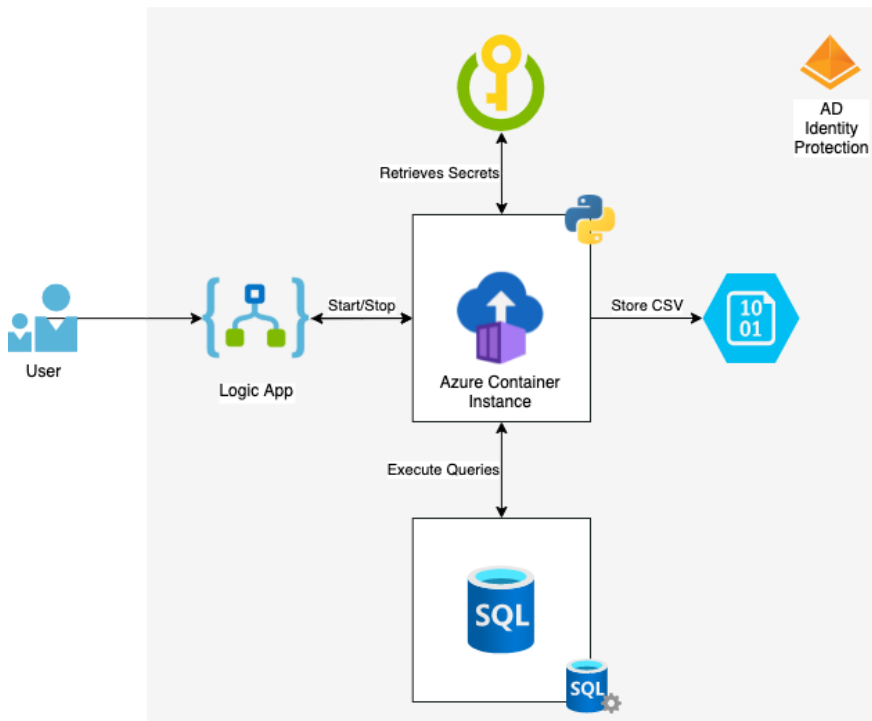 AD
Identity
Protection
Retrieves Secrets
User
Logic App
Start/Stop
Azure Container
Instance
Store CSV
10
01
Execute Queries
SQL
SQL